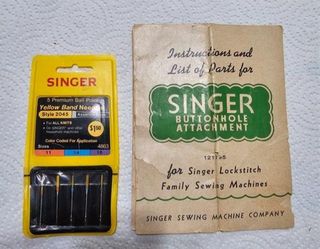 SINGER
5 Premium Ball Point
Yellow Band Needles
Style 2045
For ALL KNITS
On SINGER* and other
household machines
$1.50
Color Coded For Application
Sizes
4663
11
14
Instructions and
List of Parts for
SINGER
BUTTONHOLE
ATTACHMENT
121795
for Singer Lockstitch
Family Sewing Machines
SINGER SEWING MACHINE COMPANY